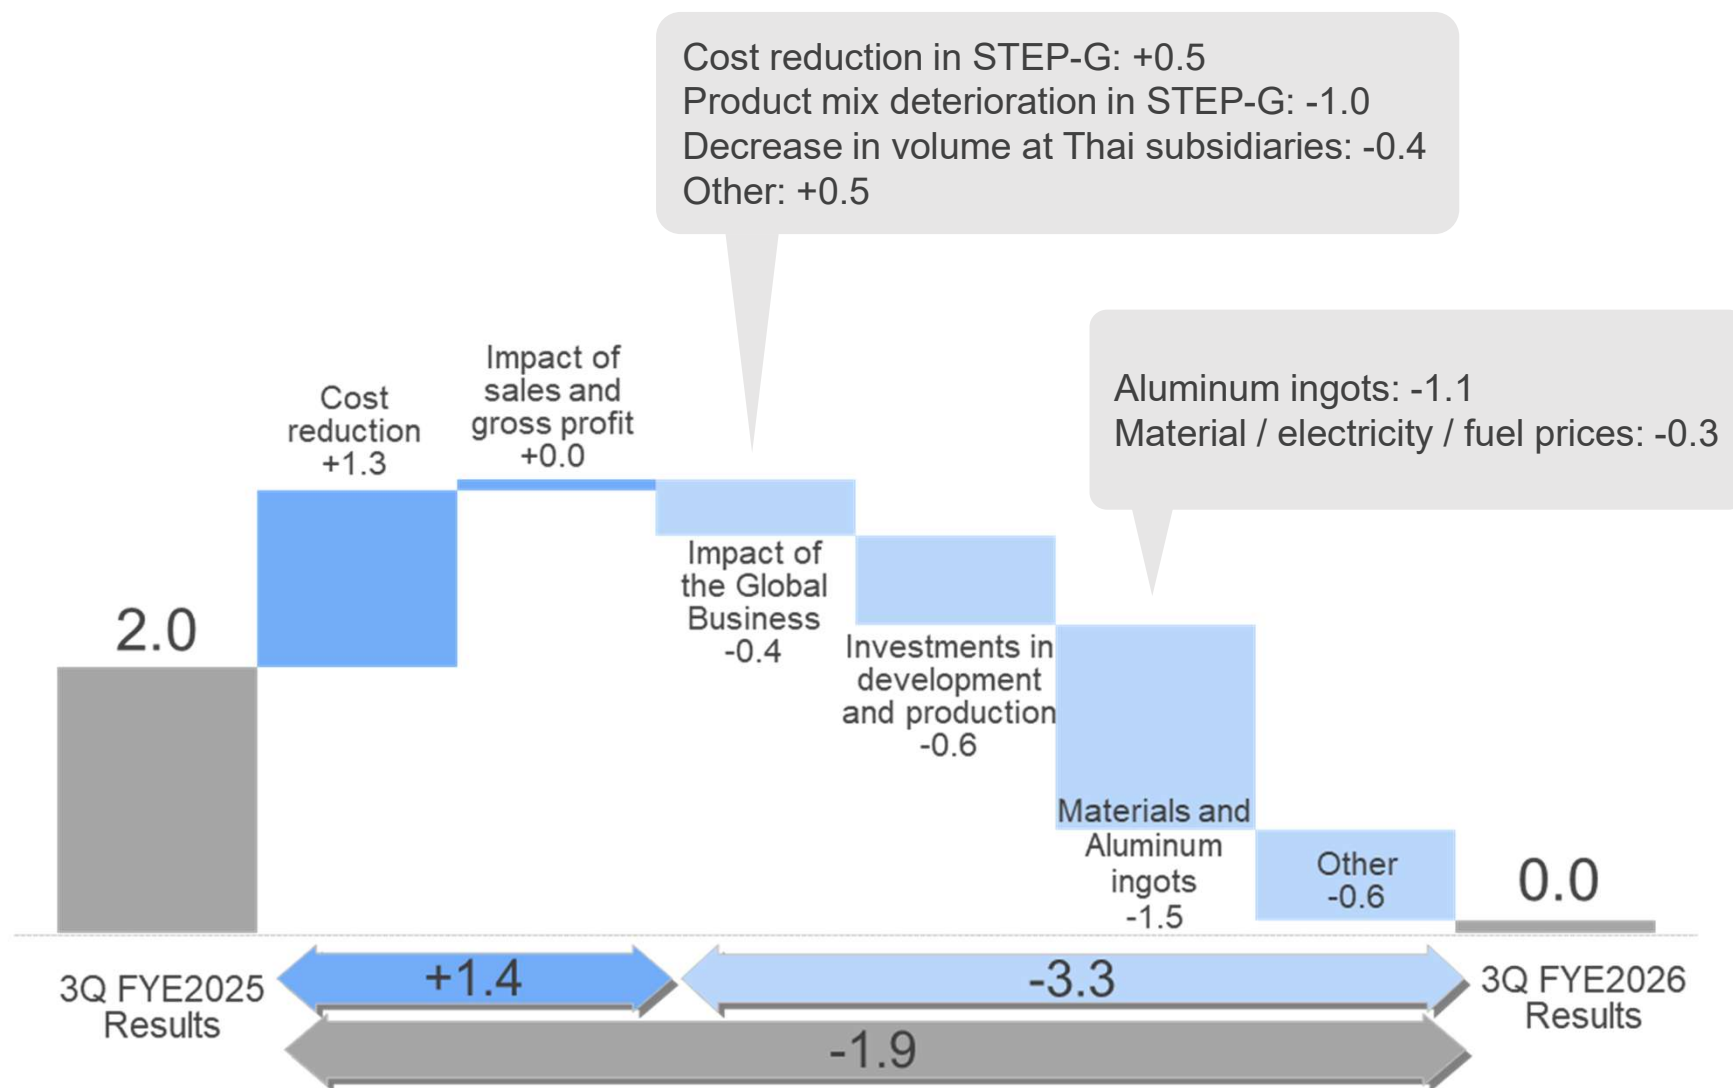 Cost reduction in STEP-G: +0.5
Product mix deterioration in STEP-G: -1.0
Decrease in volume at Thai subsidiaries: -0.4
Other: +0.5
Aluminum ingots: -1.1
Material / electricity / fuel prices: -0.3
Cost
reduction
+1.3
Impact of
sales and
gross profit
+0.0
Impact of
the Global
Business
-0.4
Investments in
development
and production
-0.6
Materials and
Aluminum
ingots
-1.5
Other
-0.6
2.0
0.0
3Q FYE2025
Results
+1.4
-3.3
3Q FYE2026
Results
-1.9